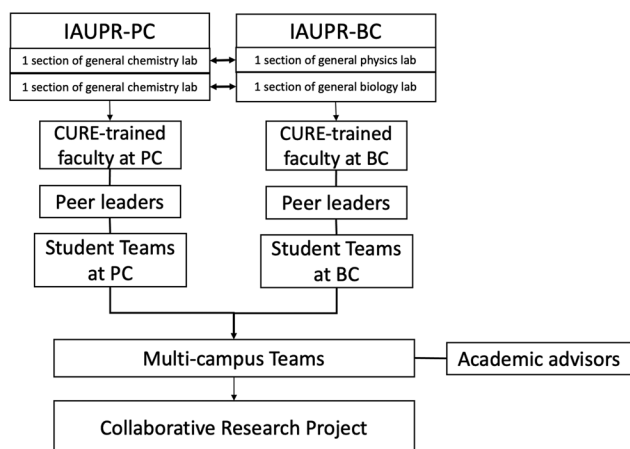 IAUPR-PC
1 section of general chemistry lab
1 section of general chemistry lab
IAUPR-BC
1 section of general physics lab
1 section of general biology lab
CURE-trained
faculty at PC
CURE-trained
faculty at BC
Peer leaders
Peer leaders
Student Teams
at PC
Student Teams
at BC
Multi-campus Teams
Academic advisors
Collaborative Research Project